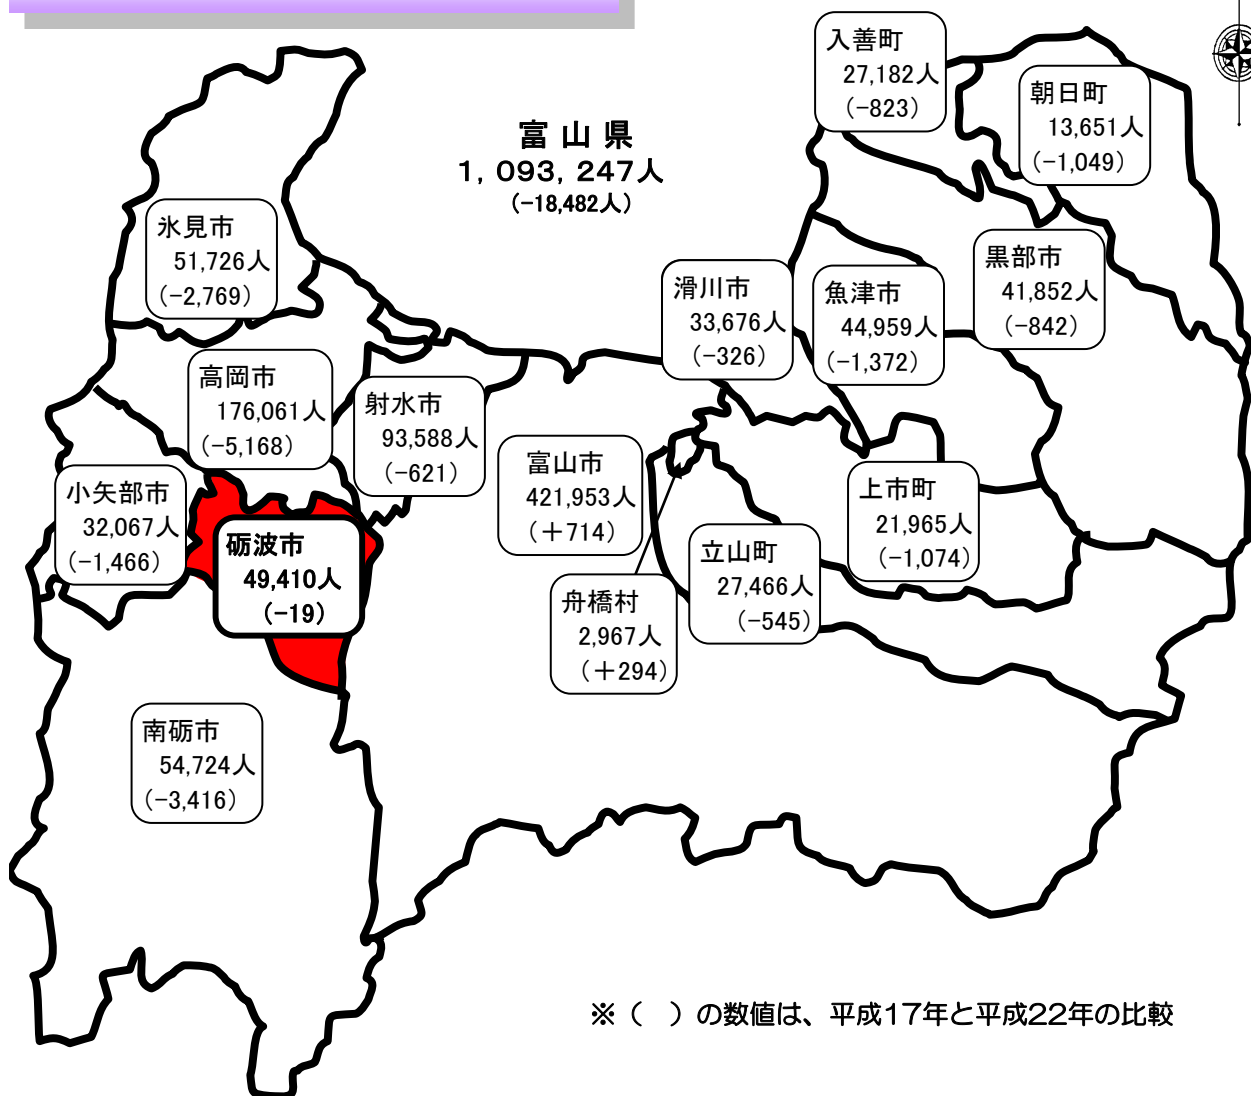 富山県
1,093,247人
(-18,482人)
入善町
27,182人
(-823)
朝日町
13,651人
(-1,049)
氷見市
51,726人
(-2,769)
滑川市
33,676人
(-326)
魚津市
44,959人
(-1,372)
黒部市
41,852人
(-842)
高岡市
176,061人
(-5,168)
射水市
93,588人
(-621)
富山市
421,953人
(+714)
小矢部市
32,067人
(-1,466)
砺波市
49,410人
(-19)
上市町
21,965人
(-1,074)
立山町
27,466人
(-545)
舟橋村
2,967人
(+294)
南砺市
54,724人
(-3,416)
※（　）の数値は、平成17年と平成22年の比較